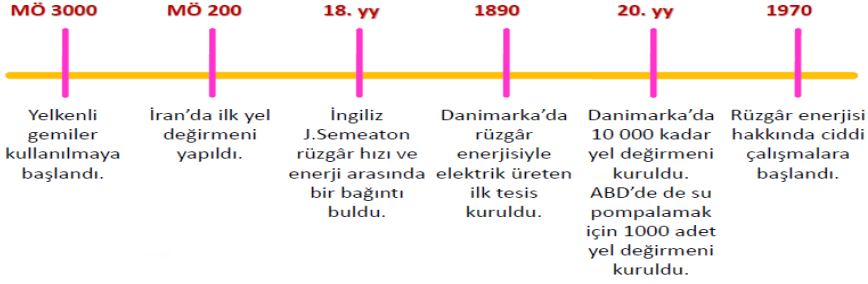 MÖ 3000
Yelkenli
gemiler
kullanılmaya
başlandı.
MÖ 200
İran’da ilk yel
değirmeni
yapıldı.
18. yy
İngiliz
J.Semeaton
rüzgâr hızı ve
enerji arasında
bir bağıntı
buldu.
1890
Danimarka’da
rüzgâr
enerjisiyle
elektrik üreten
ilk tesis
kuruldu.
20. yy
Danimarka’da
10 000 kadar
yel değirmeni
kuruldu.
ABD’de de su
pompalamak
için 1000 adet
yel değirmeni
kuruldu.
1970
Rüzgâr enerjisi
hakkında ciddi
çalışmalara
başlandı.